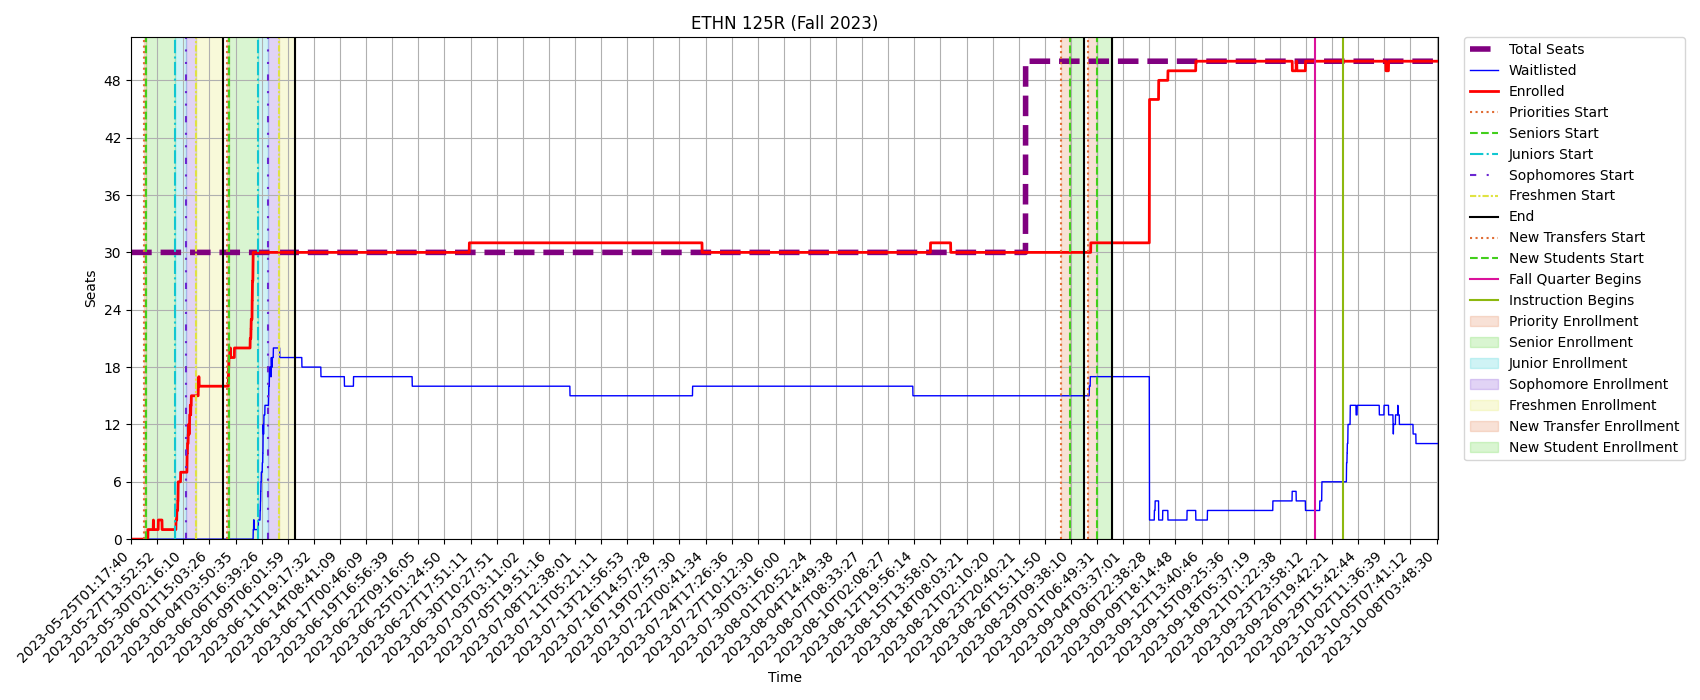 ETHN 125R (Fall 2023)
Seats
48
42
36
30
24
18
12
6
0
2023-05-25T01:17:40
2023-05-27T13:52:52
2023-05-30T02:16:10
2023-06-01T15:03:26
2023-06-04T03:50:35
2023-06-06T16:39:26
2023-06-09T06:01:59
2023-06-11T19:17:32
2023-06-14T08:41:09
2023-06-17T00:46:09
2023-06-19T16:56:39
2023-06-22T09:16:05
2023-06-25T01:24:50
2023-06-27T17:51:11
2023-06-30T10:27:51
2023-07-03T03:11:02
2023-07-05T19:51:16
2023-07-08T12:38:01
2023-07-11T05:21:11
2023-07-13T21:56:53
2023-07-16T14:57:28
2023-07-19T07:57:30
2023-07-22T00:41:34
2023-07-24T17:26:36
2023-07-27T10:12:30
2023-07-30T03:16:00
2023-08-01T20:52:24
2023-08-04T14:49:38
2023-08-07T08:33:27
2023-08-10T02:08:27
2023-08-12T19:56:14
2023-08-15T13:58:01
2023-08-18T08:03:21
2023-08-21T02:10:20
2023-08-23T20:40:21
2023-08-26T15:11:50
2023-08-29T09:38:10
2023-09-01T06:49:31
2023-09-04T03:37:01
2023-09-06T22:38:28
2023-09-09T18:14:48
2023-09-12T13:40:46
2023-09-15T09:25:36
2023-09-18T05:37:19
2023-09-21T01:22:38
2023-09-23T23:58:12
2023-09-26T19:42:21
2023-09-29T15:42:44
2023-10-02T11:36:39
2023-10-05T07:41:12
2023-10-08T03:48:30
Time
Total Seats
Waitlisted
Enrolled
Priorities Start
Seniors Start
Juniors Start
Sophomores Start
Freshmen Start
End
New Transfers Start
New Students Start
Fall Quarter Begins
Instruction Begins
Priority Enrollment
Senior Enrollment
Junior Enrollment
Sophomore Enrollment
Freshmen Enrollment
New Transfer Enrollment
New Student Enrollment